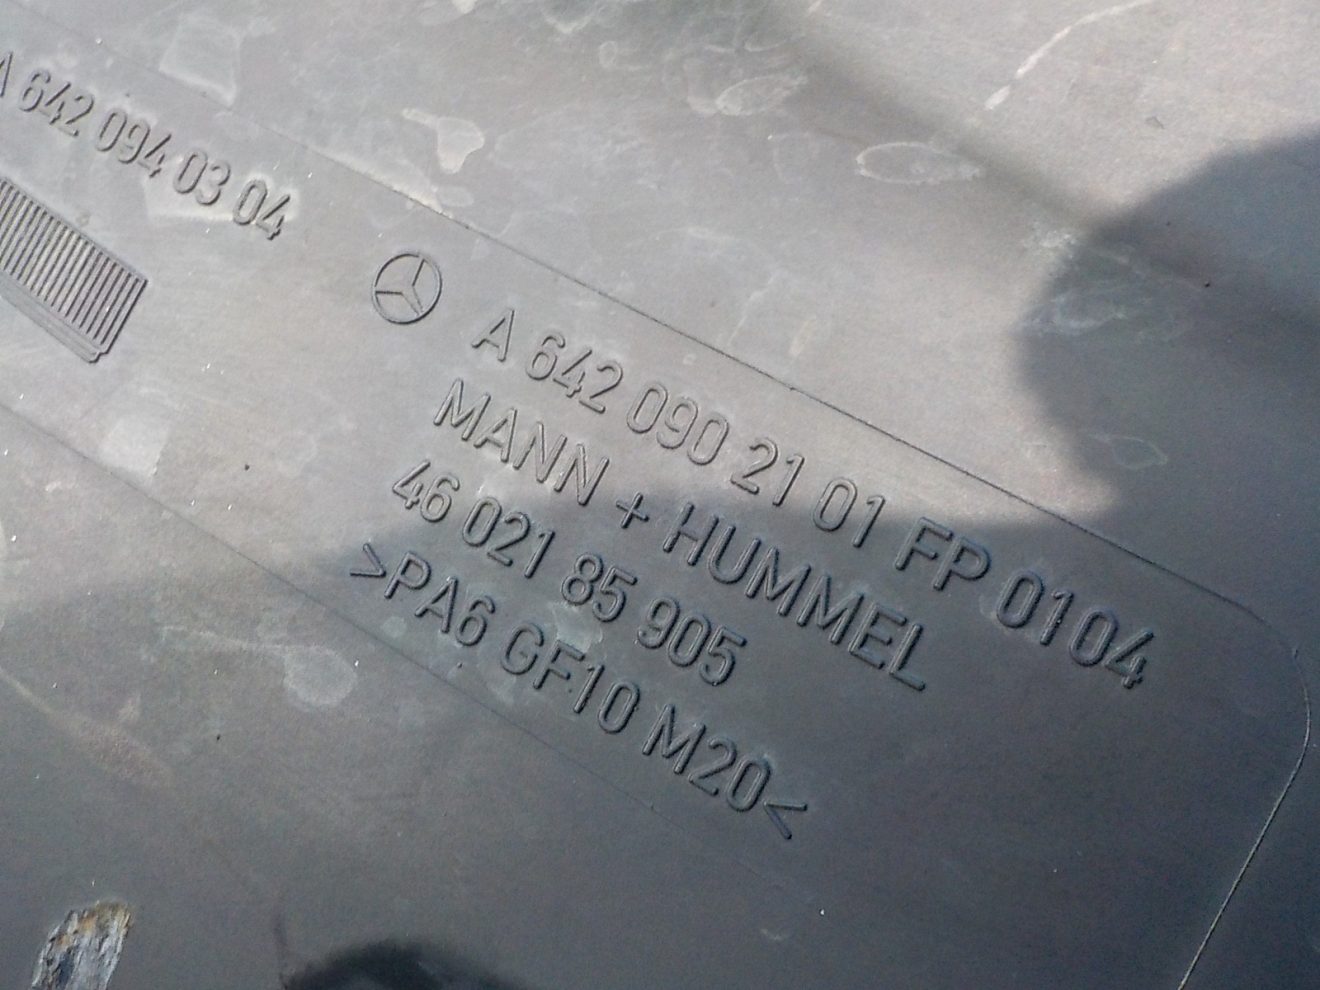 A 642 094 03 04
A 642 090 21 01 FP 01 04
MANN + HUMMEL
46 021 85 905
>PA6 GF10 M20<